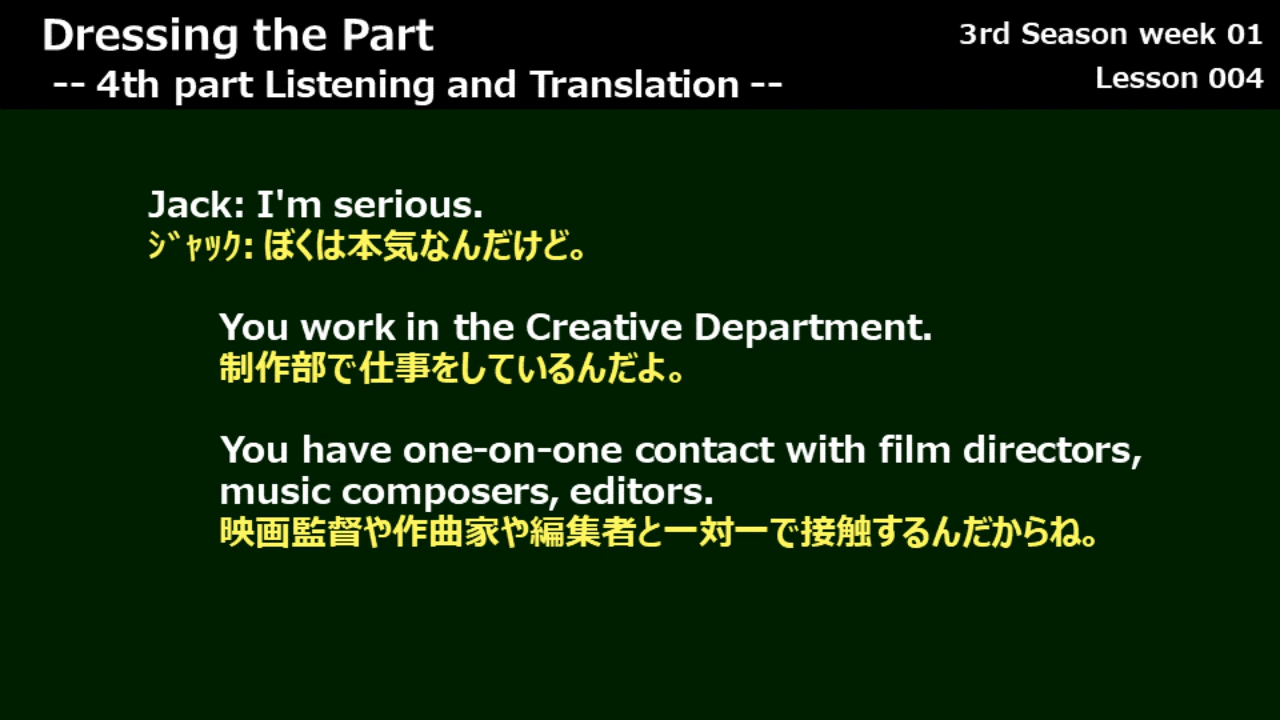 Dressing the Part
3rd Season week 01
-- 4th part Listening and Translation --
Lesson 004
Jack: I'm serious.
ｼﾞｬｯｸ: ぼくは本気なんだけど。
You work in the Creative Department.
制作部で仕事をしているんだよ。
You have one-on-one contact with film directors,
music composers, editors.
映画監督や作曲家や編集者と一対一で接触するんだからね。